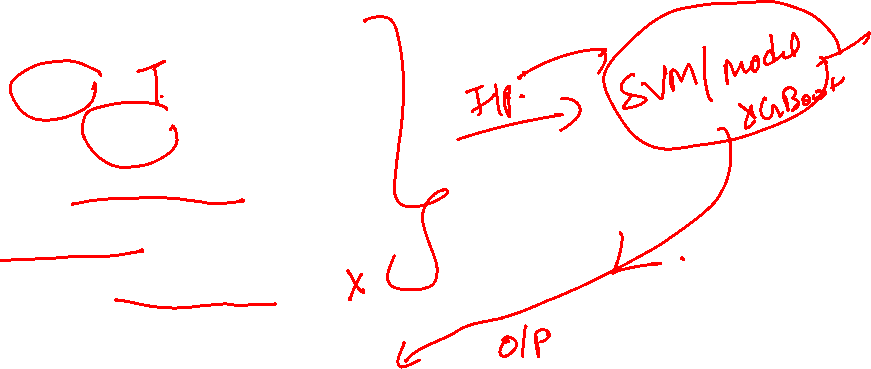 I.
I/p.
SVM/ model
XGBoost
X
O/P